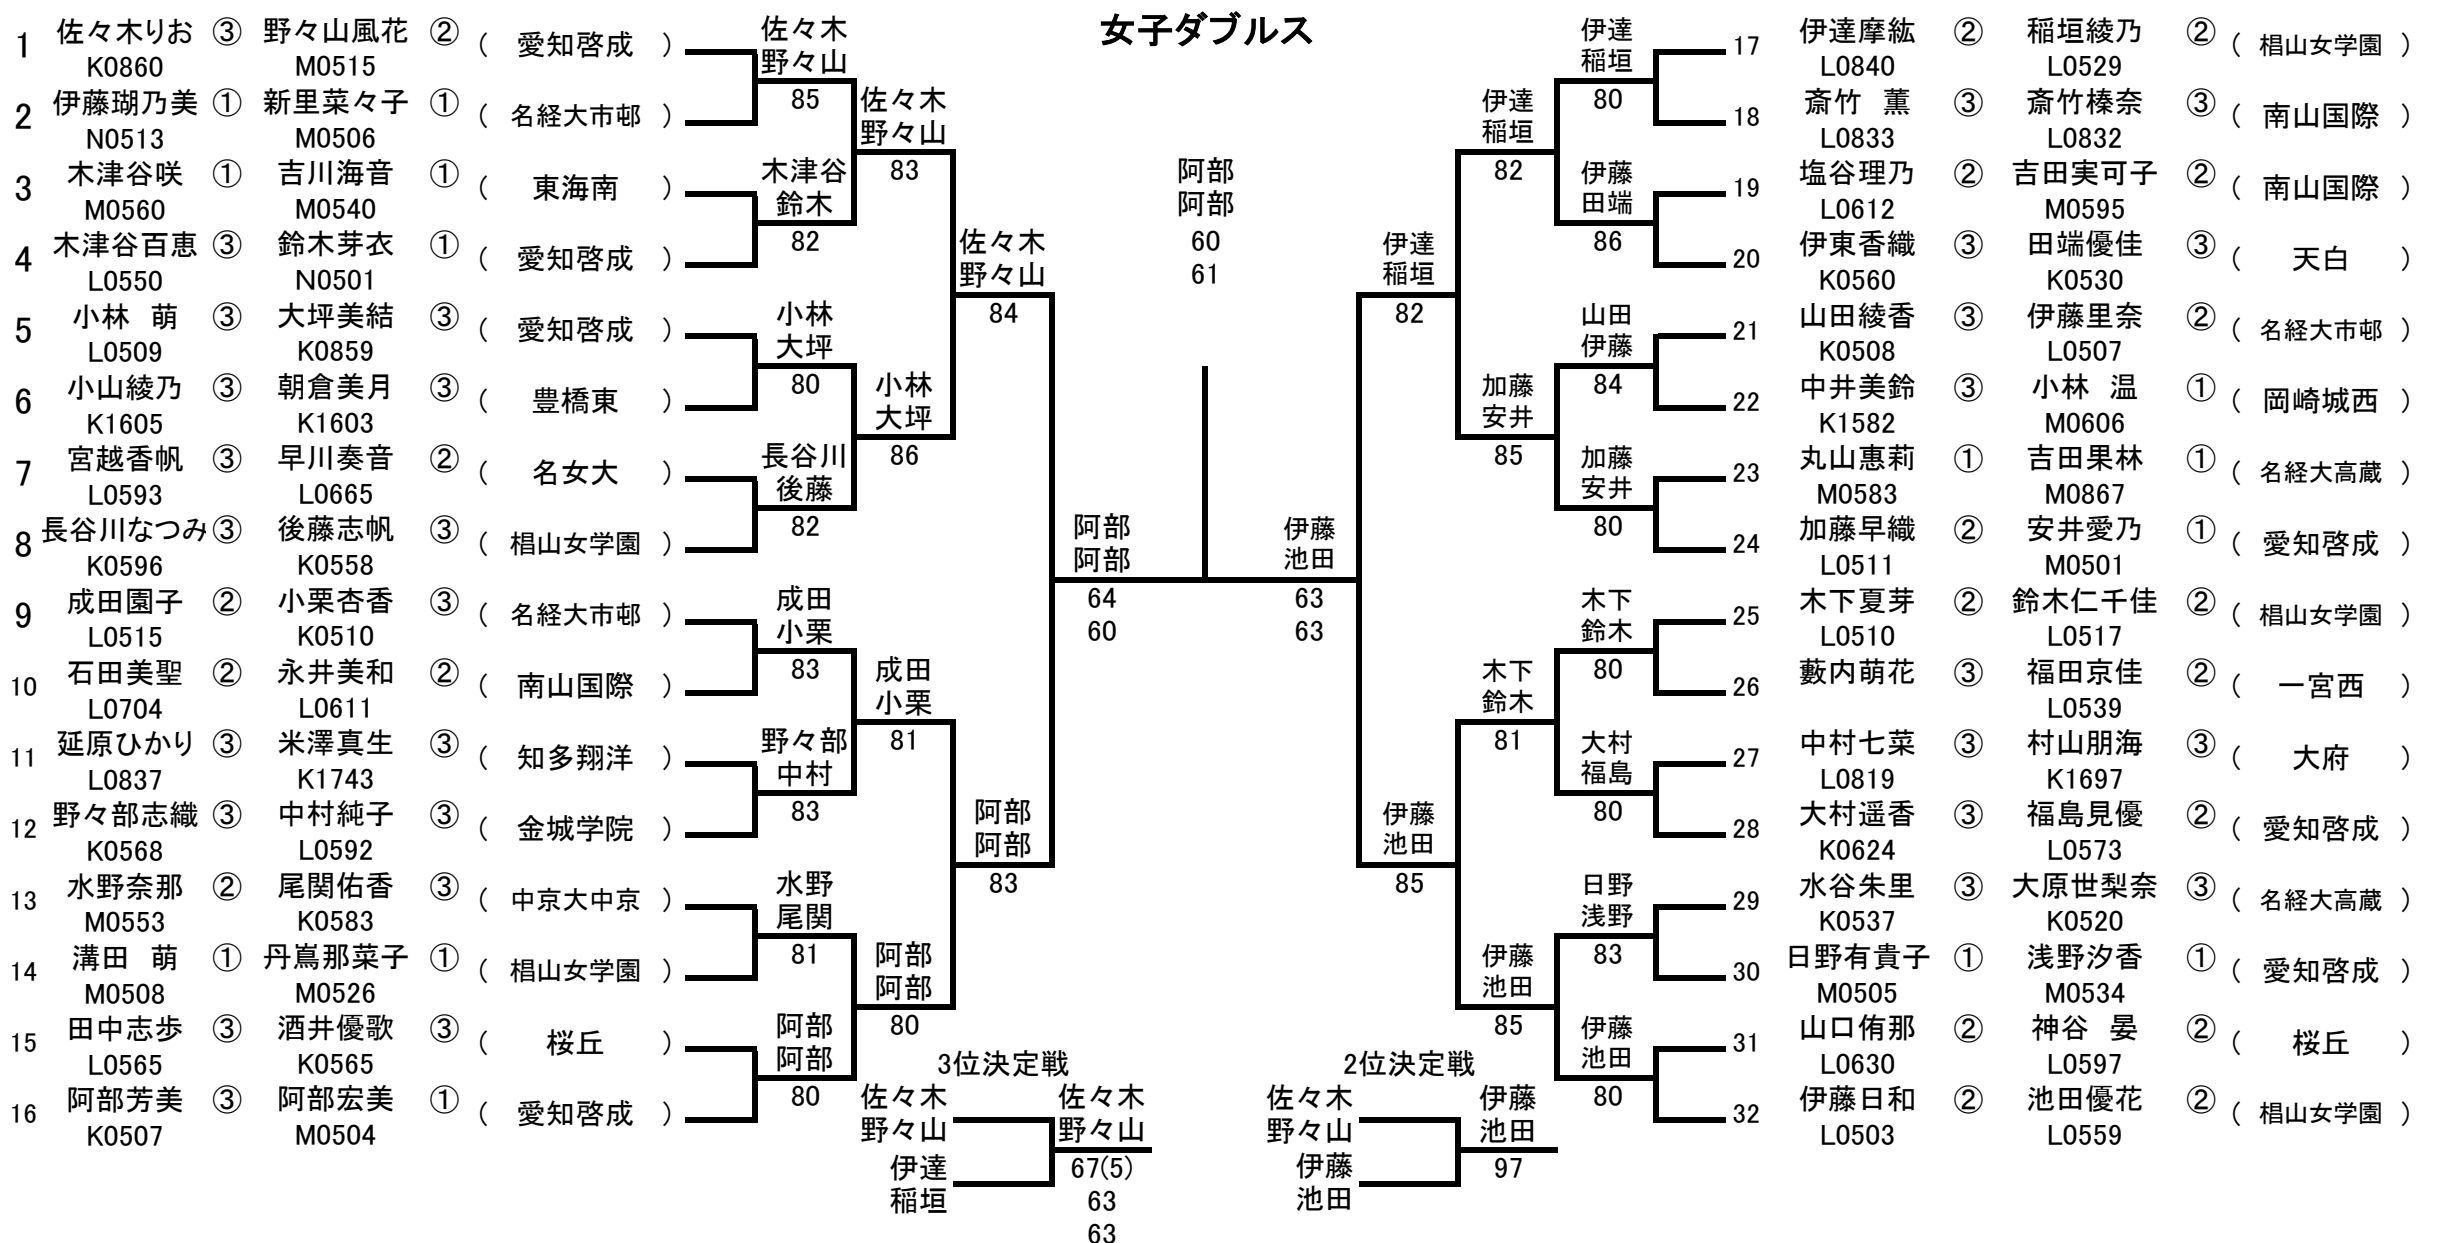 女子ダブルス
1 佐々木りお ③ 野々山風花 ② ( 愛知啓成 )
K0860 M0515
2 伊藤瑚乃美 ① 新里菜々子 ① ( 名経大市邨 )
N0513 M0506
3 木津谷咲 ① 吉川海音 ① ( 東海南 )
M0560 M0540
4 木津谷百恵 ③ 鈴木芽衣 ① ( 愛知啓成 )
L0550 N0501
5 小林 萌 ③ 大坪美結 ③ ( 愛知啓成 )
L0509 K0859
6 小山綾乃 ③ 朝倉美月 ③ ( 豊橋東 )
K1605 K1603
7 宮越香帆 ③ 早川奏音 ② ( 名女大 )
L0593 L0665
8 長谷川なつみ ③ 後藤志帆 ③ ( 椙山女学園 )
K0596 K0558
9 成田園子 ② 小栗杏香 ③ ( 名経大市邨 )
L0515 K0510
10 石田美聖 ② 永井美和 ② ( 南山国際 )
L0704 L0611
11 延原ひかり ③ 米澤真生 ③ ( 知多翔洋 )
L0837 K1743
12 野々部志織 ③ 中村純子 ③ ( 金城学院 )
K0568 L0592
13 水野奈那 ② 尾関佑香 ③ ( 中京大中京 )
M0553 K0583
14 溝田 萌 ① 丹嶌那菜子 ① ( 椙山女学園 )
M0508 M0526
15 田中志歩 ③ 酒井優歌 ③ ( 桜丘 )
L0565 K0565
16 阿部芳美 ③ 阿部宏美 ① ( 愛知啓成 )
K0507 M0504
佐々木
野々山
85
木津谷
鈴木
82
小林
大坪
80
長谷川
後藤
82
成田
小栗
83
野々部
中村
83
水野
尾関
81
阿部
阿部
80
佐々木
野々山
83
小林
大坪
86
成田
小栗
81
阿部
阿部
80
佐々木
野々山
84
阿部
阿部
83
阿部
阿部
64
60
阿部
阿部
60
61
伊藤
池田
63
63
伊達
稲垣
82
伊藤
池田
85
伊達
稲垣
82
加藤
安井
85
木下
鈴木
81
伊藤
池田
85
伊達
稲垣
80
伊藤
田端
86
山田
伊藤
84
加藤
安井
80
木下
鈴木
80
大村
福島
80
日野
浅野
83
伊藤
池田
80
17 伊達摩紘 ② 稲垣綾乃 ② ( 椙山女学園 )
L0840 L0529
18 斎竹 薫 ③ 斎竹榛奈 ③ ( 南山国際 )
L0833 L0832
19 塩谷理乃 ② 吉田実可子 ② ( 南山国際 )
L0612 M0595
20 伊東香織 ③ 田端優佳 ③ ( 天白 )
K0560 K0530
21 山田綾香 ③ 伊藤里奈 ② ( 名経大市邨 )
K0508 L0507
22 中井美鈴 ③ 小林 温 ① ( 岡崎城西 )
K1582 M0606
23 丸山惠莉 ① 吉田果林 ① ( 名経大高蔵 )
M0583 M0867
24 加藤早織 ② 安井愛乃 ① ( 愛知啓成 )
L0511 M0501
25 木下夏芽 ② 鈴木仁千佳 ② ( 椙山女学園 )
L0510 L0517
26 藪内萌花 ③ 福田京佳 ② ( 一宮西 )
L0539
27 中村七菜 ③ 村山朋海 ③ ( 大府 )
L0819 K1697
28 大村遥香 ③ 福島見優 ② ( 愛知啓成 )
K0624 L0573
29 水谷朱里 ③ 大原世梨奈 ③ ( 名経大高蔵 )
K0537 K0520
30 日野有貴子 ① 浅野汐香 ① ( 愛知啓成 )
M0505 M0534
31 山口侑那 ② 神谷 晏 ② ( 桜丘 )
L0630 L0597
32 伊藤日和 ② 池田優花 ② ( 椙山女学園 )
L0503 L0559
3位決定戦
佐々木
野々山
伊達
稲垣
佐々木
野々山
67(5)
63
63
2位決定戦
佐々木
野々山
伊藤
池田
伊藤
池田
97